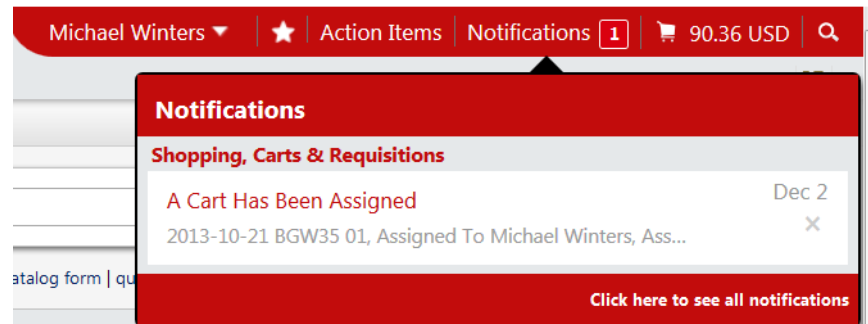 Michael Winters Action Items Notifications 1 90.36 USD
Notifications
Shopping, Carts & Requisitions
A Cart Has Been Assigned Dec 2
2013-10-21 BGW35 01, Assigned To Michael Winters, Ass...
atalog form | qu
Click here to see all notifications